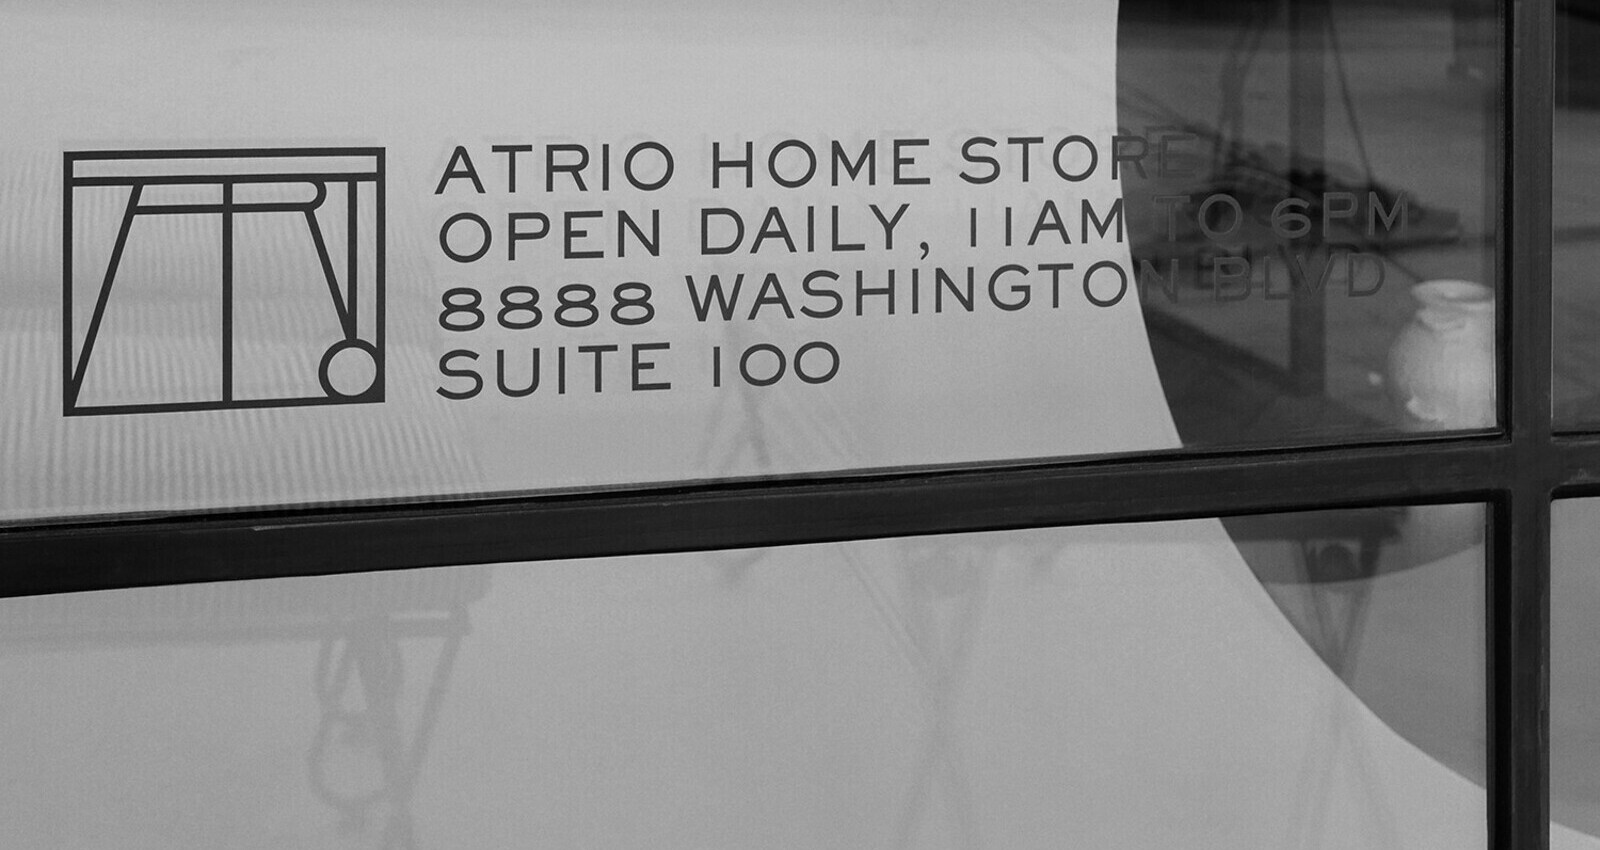 ATRIO HOME STORE
OPEN DAILY, 11AM TO 6PM
8888 WASHINGTON BLVD
SUITE 100